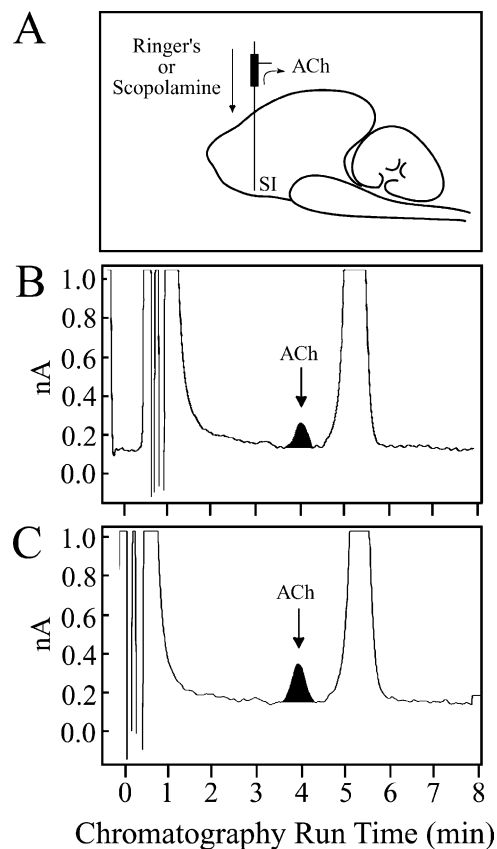 A
Ringer's
or
Scopolamine
ACh
SI
B
1.0
0.8
0.6
0.4
0.2
0.0
nA
ACh
C
1.0
0.8
0.6
0.4
0.2
0.0
nA
ACh
0 1 2 3 4 5 6 7 8
Chromatography Run Time (min)